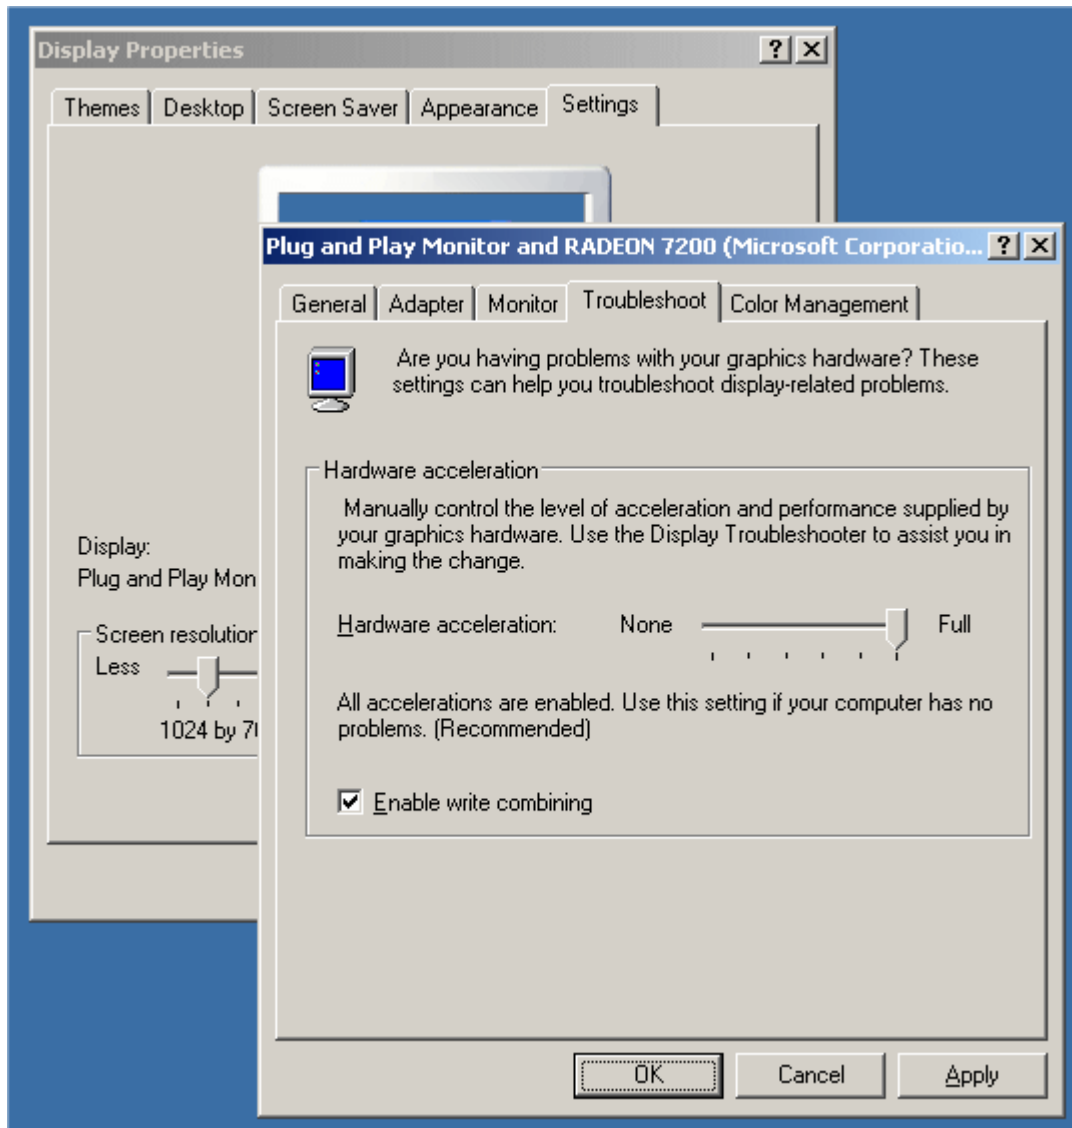 Display Properties
Themes Desktop Screen Saver Appearance Settings
Plug and Play Monitor and RADEON 7200 (Microsoft Corporatio...
General Adapter Monitor Troubleshoot Color Management
Are you having problems with your graphics hardware? These
settings can help you troubleshoot display-related problems.
Hardware acceleration
Manually control the level of acceleration and performance supplied by
your graphics hardware. Use the Display Troubleshooter to assist you in
making the change.
Hardware acceleration: None Full
All accelerations are enabled. Use this setting if your computer has no
problems. (Recommended)
Enable write combining
OK Cancel Apply
Display:
Plug and Play Mon
Screen resolution
Less
1024 by 7